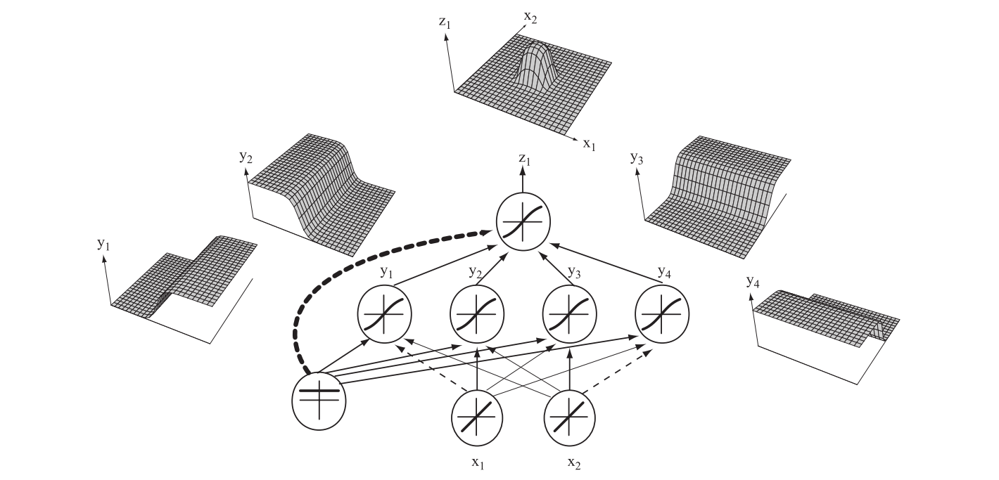 x₂
z₁
x₁
y₂
z₁
y₃
y₁
y₁
y₂
y₃
y₄
y₄
x₁
x₂